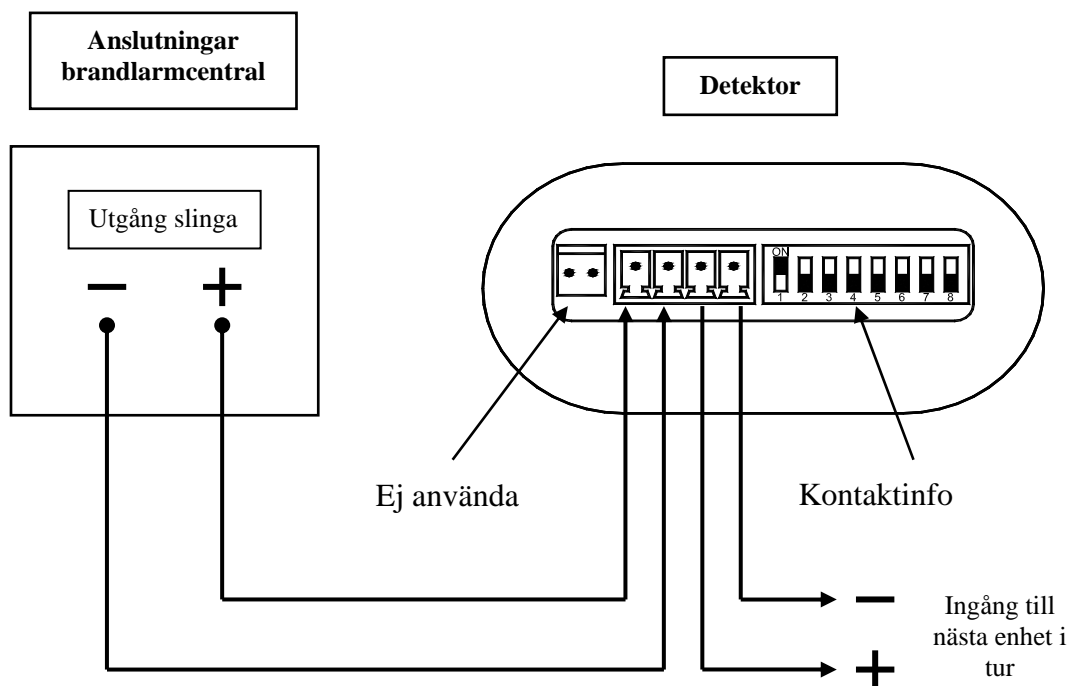 Anslutningar
brandlarmcentral
Detektor
Utgång slinga
− +
ON
1 2 3 4 5 6 7 8
Ej använda
Kontaktinfo
−
+
Ingång till
nästa enhet i
tur